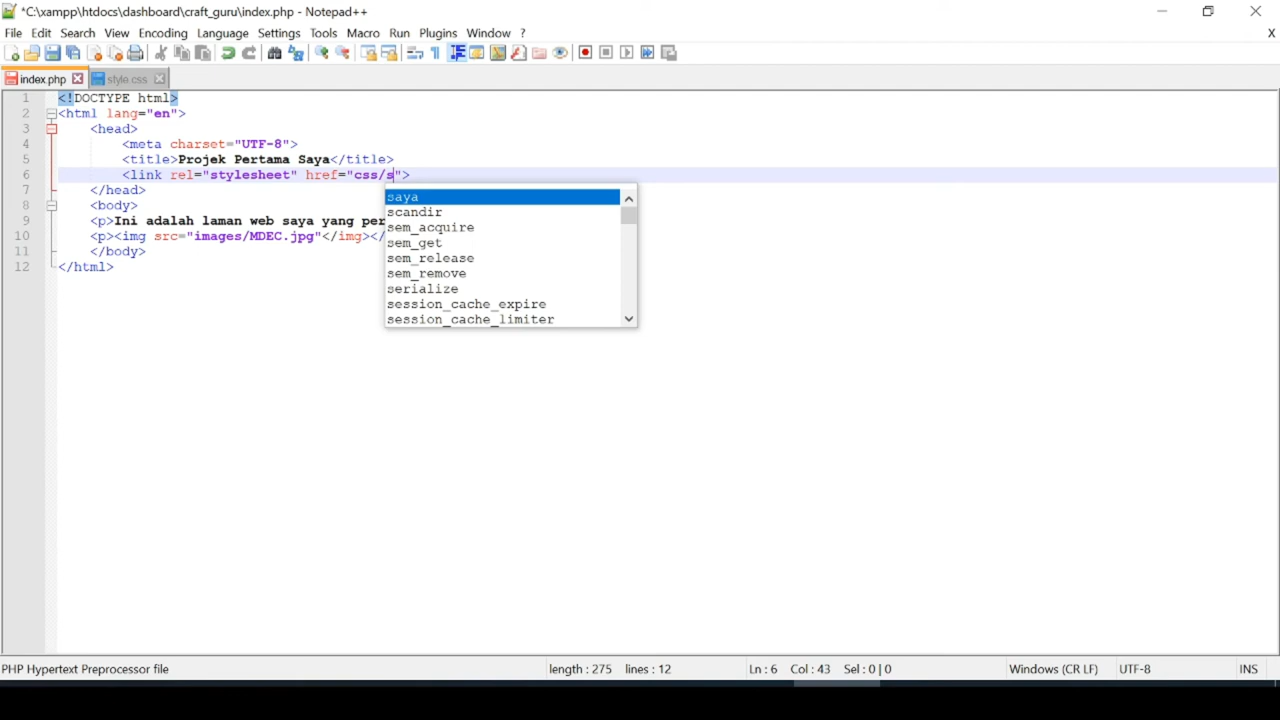 *C:\xampp\htdocs\dashboard\craft_guru\index.php - Notepad++
File Edit Search View Encoding Language Settings Tools Macro Run Plugins Window ? X
index.php style.css
1 <!DOCTYPE html>
2 <html lang="en">
3 <head>
4 <meta charset="UTF-8">
5 <title>Projek Pertama Saya</title>
6 <link rel="stylesheet" href="css/s">
7 </head>
8 <body>
9 <p>Ini adalah laman web saya yang per
10 <p><img src="images/MDEC.jpg"</img></
11 </body>
12 </html>
saya
scandir
sem_acquire
sem_get
sem_release
sem_remove
serialize
session_cache_expire
session_cache_limiter
PHP Hypertext Preprocessor file length : 275 lines : 12 Ln : 6 Col : 43 Sel : 0 | 0 Windows (CR LF) UTF-8 INS